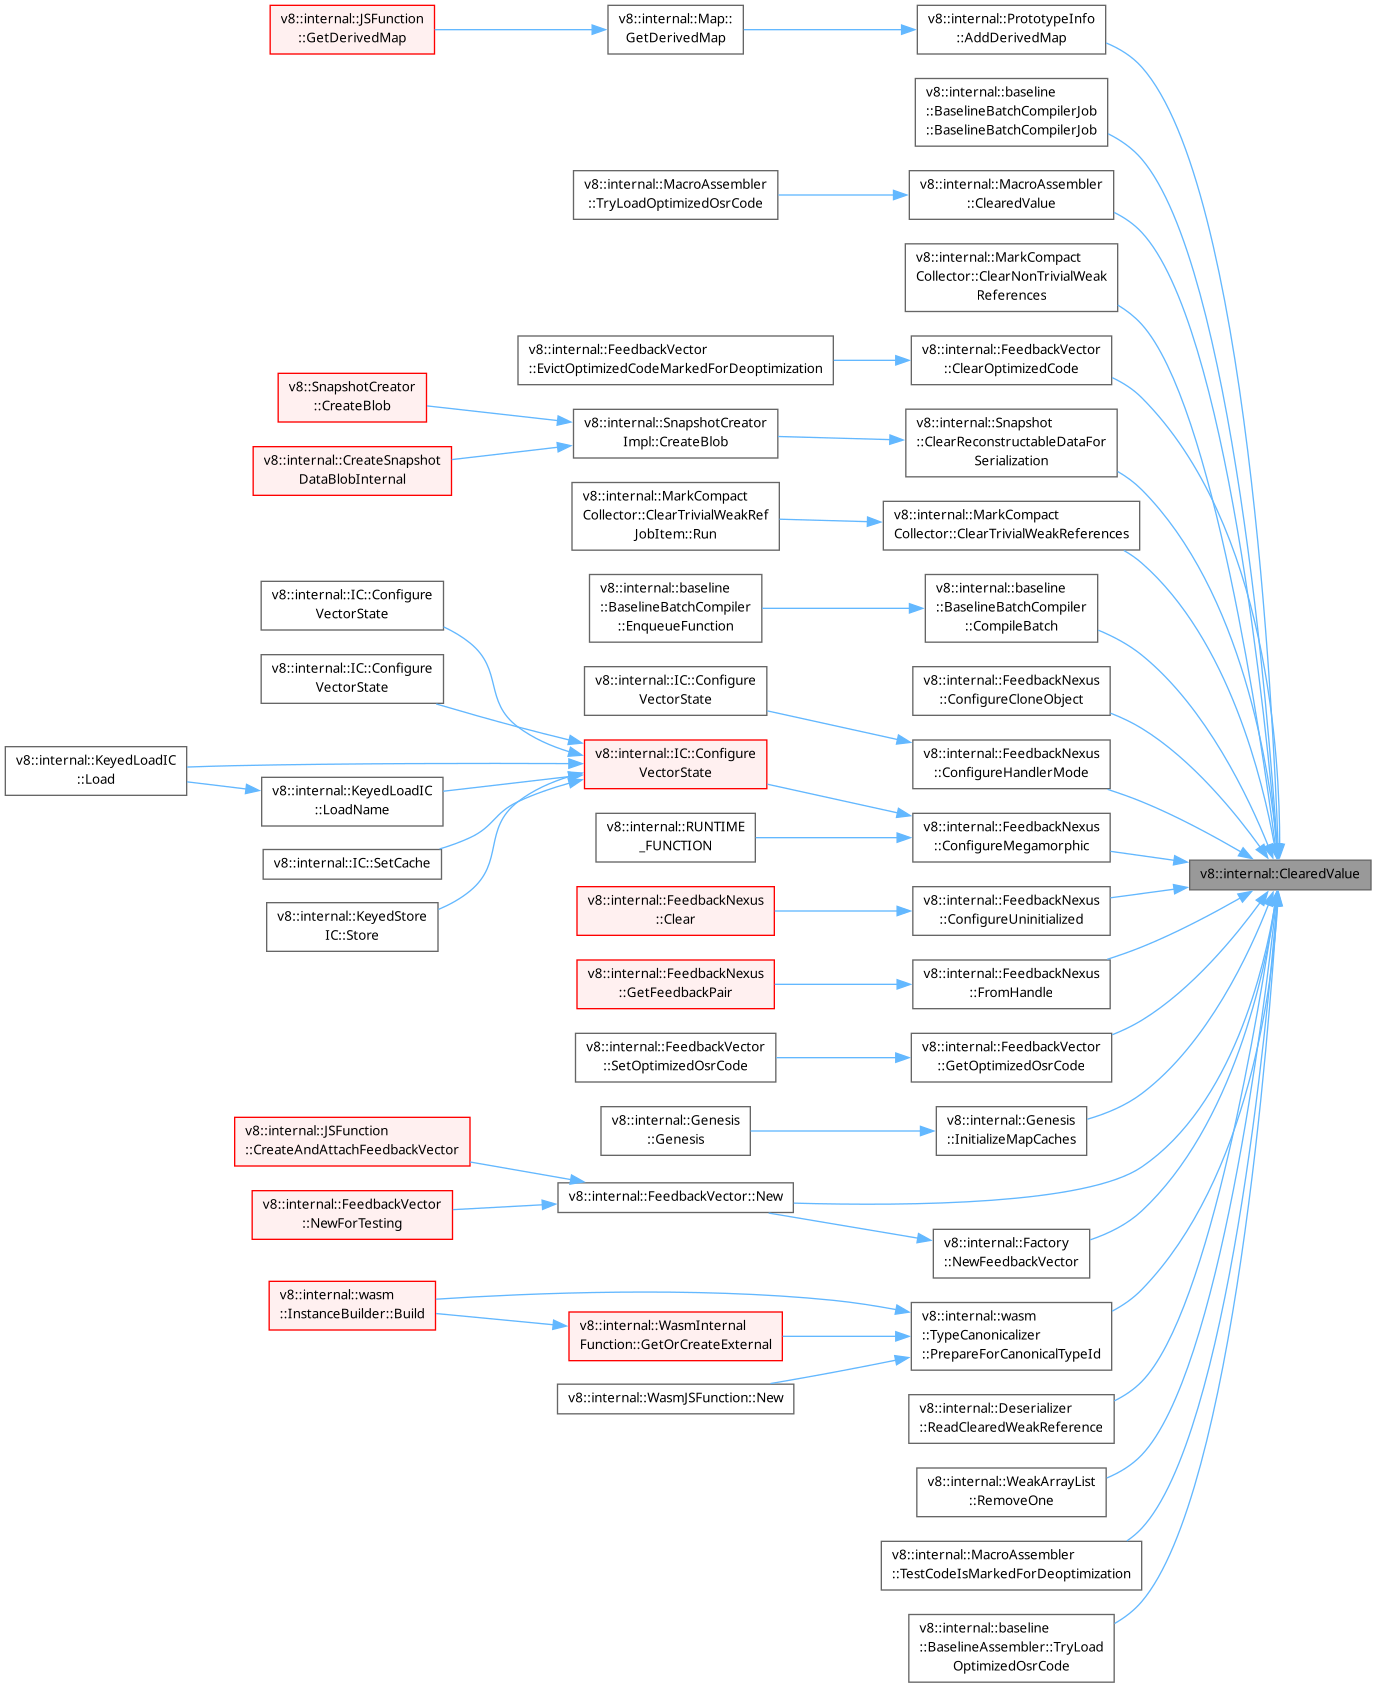 v8::internal::JSFunction
::GetDerivedMap
v8::internal::Map::
GetDerivedMap
v8::internal::PrototypeInfo
::AddDerivedMap
v8::internal::baseline
::BaselineBatchCompilerJob
::BaselineBatchCompilerJob
v8::internal::MacroAssembler
::TryLoadOptimizedOsrCode
v8::internal::MacroAssembler
::ClearedValue
v8::internal::MarkCompact
Collector::ClearNonTrivialWeak
References
v8::internal::FeedbackVector
::EvictOptimizedCodeMarkedForDeoptimization
v8::internal::FeedbackVector
::ClearOptimizedCode
v8::SnapshotCreator
::CreateBlob
v8::internal::CreateSnapshot
DataBlobInternal
v8::internal::SnapshotCreator
Impl::CreateBlob
v8::internal::Snapshot
::ClearReconstructableDataFor
Serialization
v8::internal::MarkCompact
Collector::ClearTrivialWeakRef
JobItem::Run
v8::internal::MarkCompact
Collector::ClearTrivialWeakReferences
v8::internal::IC::Configure
VectorState
v8::internal::baseline
::BaselineBatchCompiler
::EnqueueFunction
v8::internal::baseline
::BaselineBatchCompiler
::CompileBatch
v8::internal::IC::Configure
VectorState
v8::internal::IC::Configure
VectorState
v8::internal::FeedbackNexus
::ConfigureCloneObject
v8::internal::KeyedLoadIC
::Load
v8::internal::KeyedLoadIC
::LoadName
v8::internal::IC::Configure
VectorState
v8::internal::FeedbackNexus
::ConfigureHandlerMode
v8::internal::IC::SetCache
v8::internal::RUNTIME
_FUNCTION
v8::internal::FeedbackNexus
::ConfigureMegamorphic
v8::internal::ClearedValue
v8::internal::KeyedStore
IC::Store
v8::internal::FeedbackNexus
::Clear
v8::internal::FeedbackNexus
::ConfigureUninitialized
v8::internal::FeedbackNexus
::GetFeedbackPair
v8::internal::FeedbackNexus
::FromHandle
v8::internal::FeedbackVector
::SetOptimizedOsrCode
v8::internal::FeedbackVector
::GetOptimizedOsrCode
v8::internal::JSFunction
::CreateAndAttachFeedbackVector
v8::internal::Genesis
::Genesis
v8::internal::Genesis
::InitializeMapCaches
v8::internal::FeedbackVector
::NewForTesting
v8::internal::FeedbackVector::New
v8::internal::Factory
::NewFeedbackVector
v8::internal::wasm
::InstanceBuilder::Build
v8::internal::WasmInternal
Function::GetOrCreateExternal
v8::internal::wasm
::TypeCanonicalizer
::PrepareForCanonicalTypeId
v8::internal::WasmJSFunction::New
v8::internal::Deserializer
::ReadClearedWeakReference
v8::internal::WeakArrayList
::RemoveOne
v8::internal::MacroAssembler
::TestCodeIsMarkedForDeoptimization
v8::internal::baseline
::BaselineAssembler::TryLoad
OptimizedOsrCode